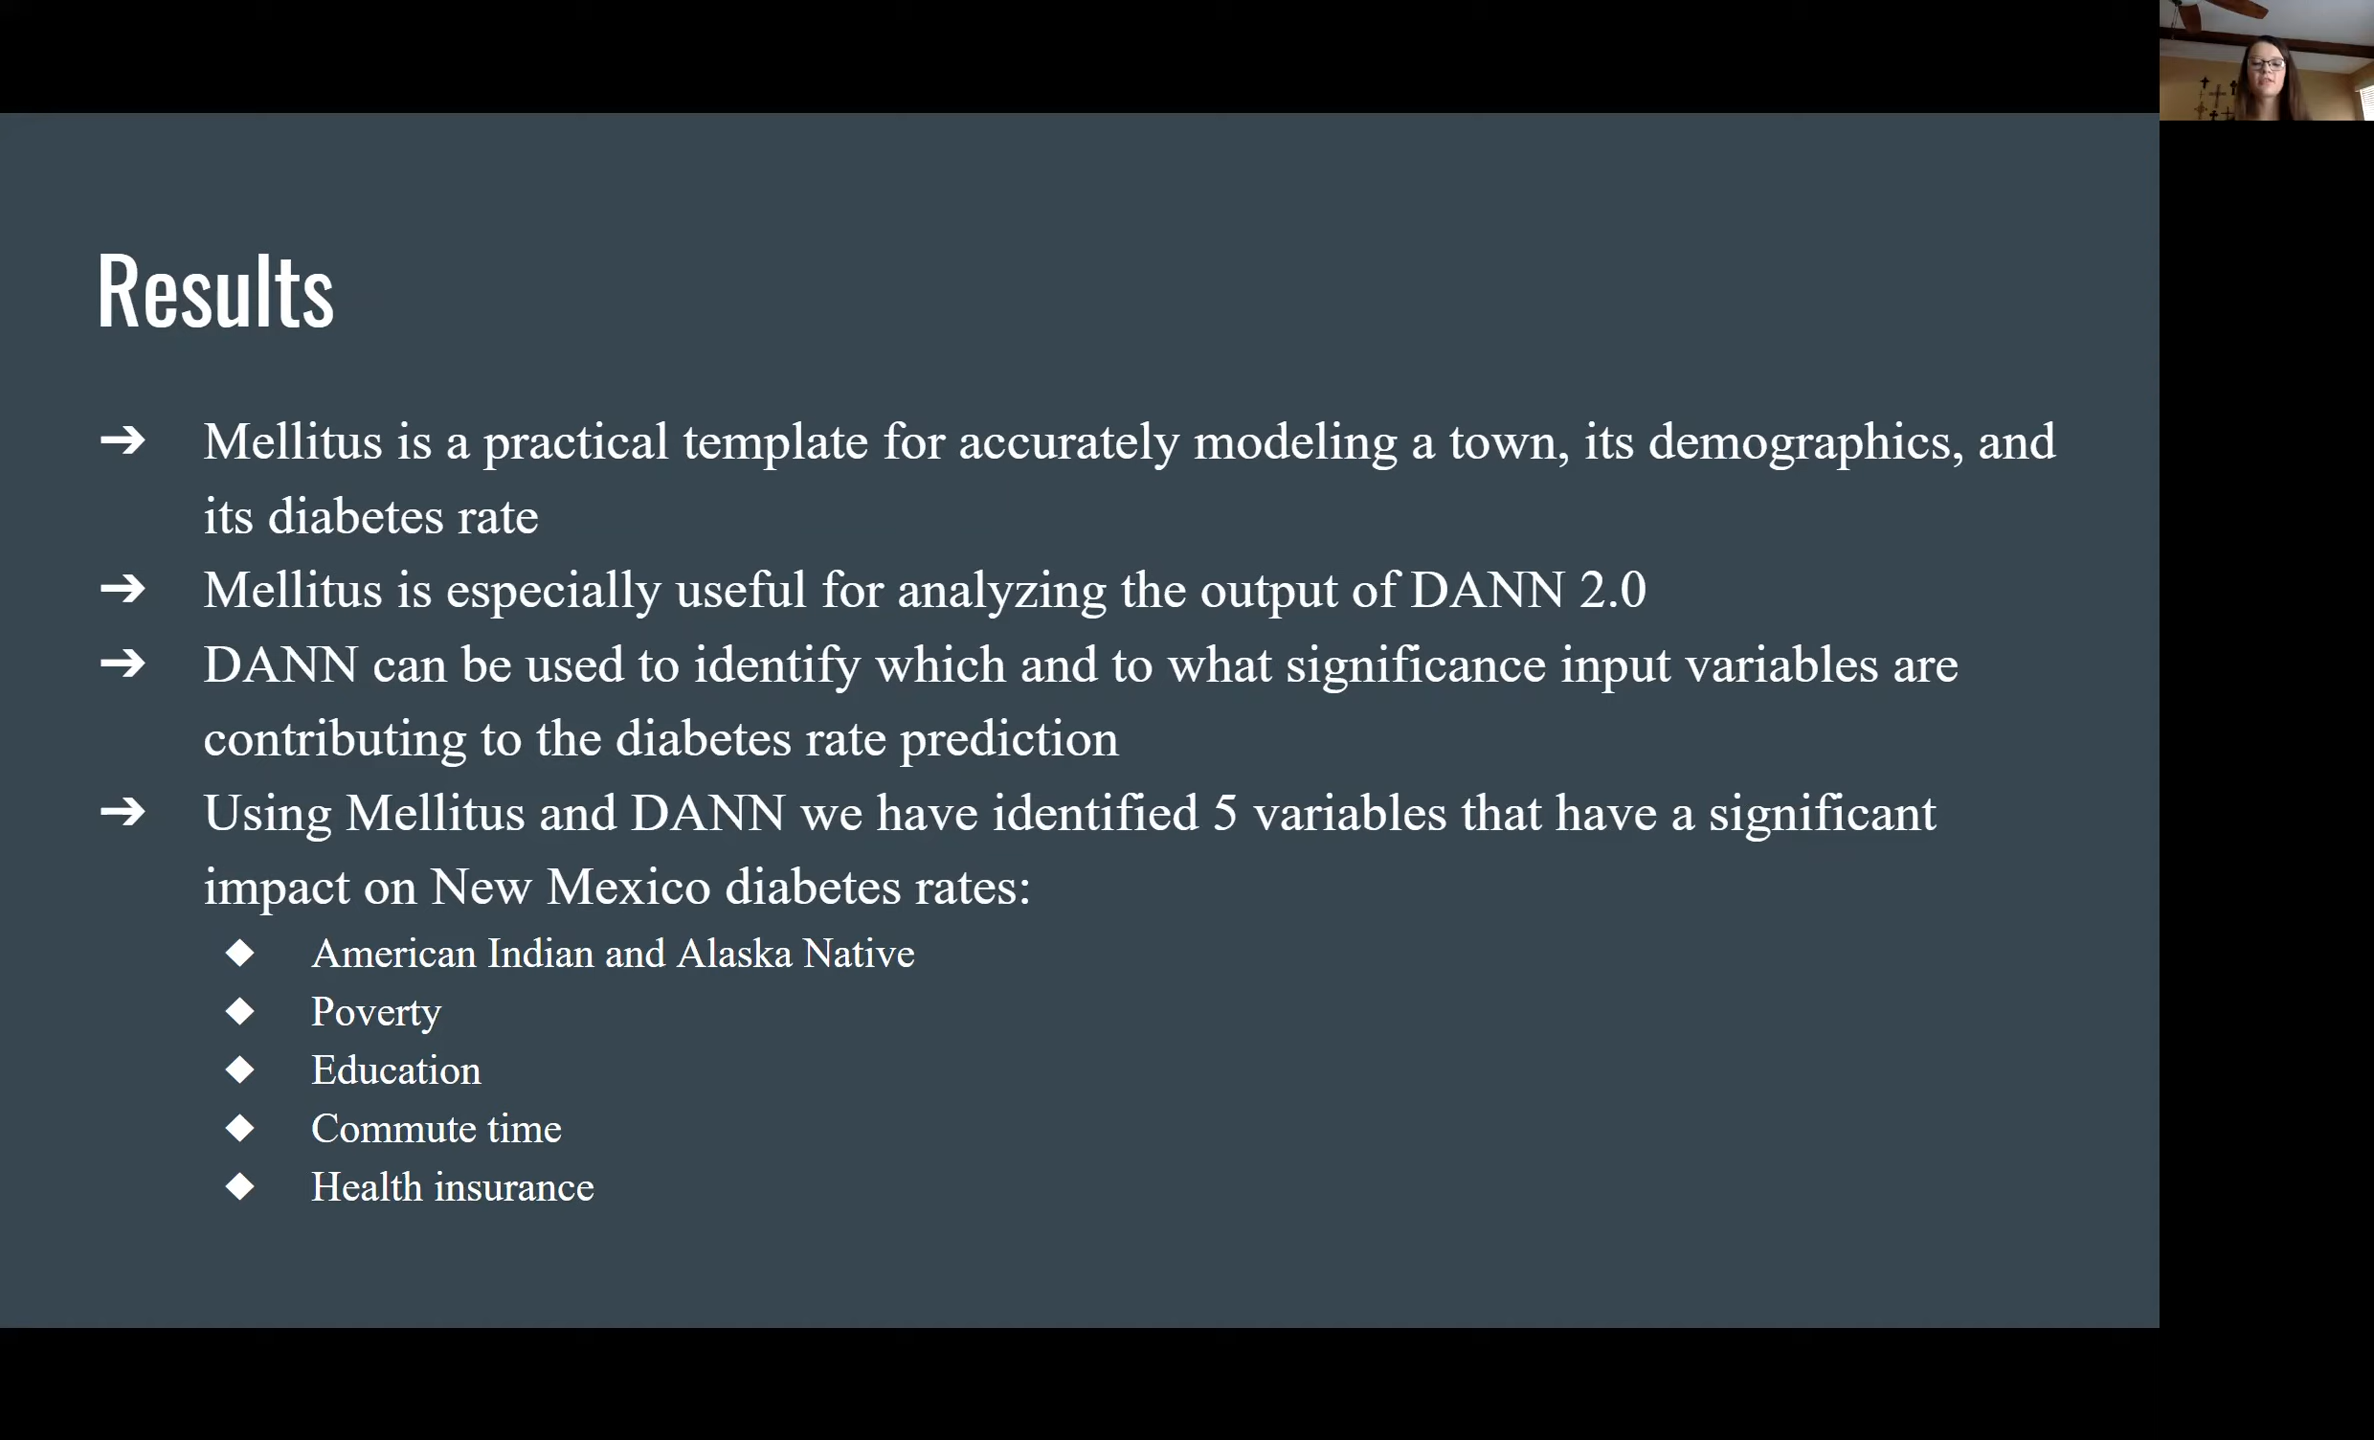 Results
➔ Mellitus is a practical template for accurately modeling a town, its demographics, and
its diabetes rate
➔ Mellitus is especially useful for analyzing the output of DANN 2.0
➔ DANN can be used to identify which and to what significance input variables are
contributing to the diabetes rate prediction
➔ Using Mellitus and DANN we have identified 5 variables that have a significant
impact on New Mexico diabetes rates:
◆ American Indian and Alaska Native
◆ Poverty
◆ Education
◆ Commute time
◆ Health insurance